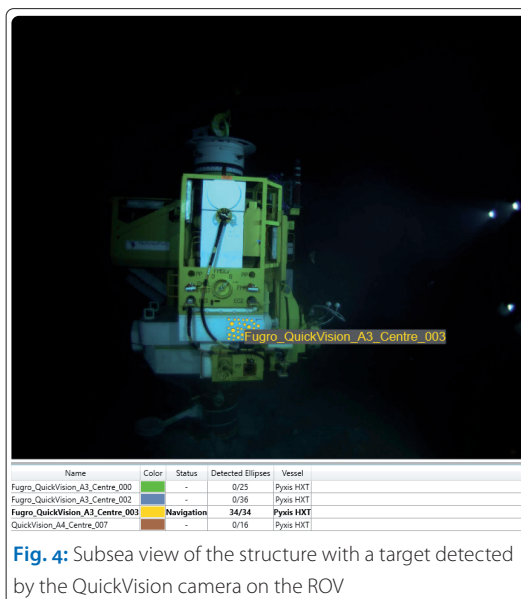 Fugro_QuickVision_A3_Centre_003
Name Color Status Detected Ellipses Vessel
Fugro_QuickVision_A3_Centre_000 - 0/25 Pyxis HXT
Fugro_QuickVision_A3_Centre_002 - 0/36 Pyxis HXT
Fugro_QuickVision_A3_Centre_003 Navigation 34/34 Pyxis HXT
QuickVision_A4_Centre_007 - 0/16 Pyxis HXT
Fig. 4: Subsea view of the structure with a target detected
by the QuickVision camera on the ROV